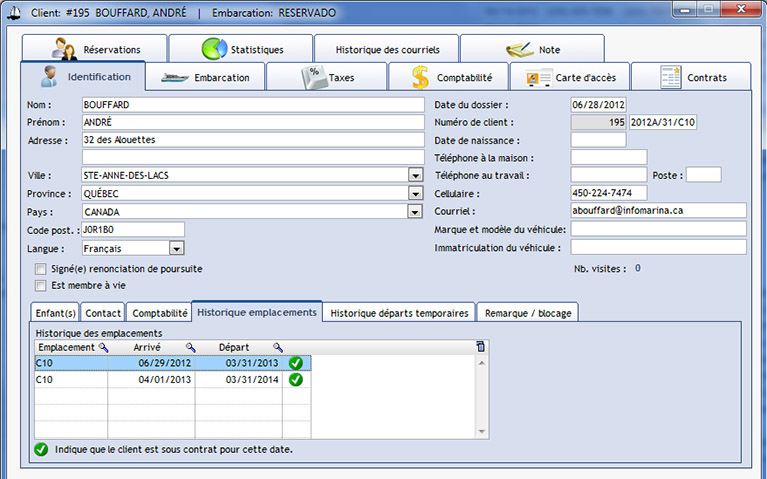 Client: #195 BOUFFARD, ANDRÉ | Embarcation: RESERVADO
Réservations Statistiques Historique des courriels Note
Identification Embarcation Taxes Comptabilité Carte d'accès Contrats
Nom : BOUFFARD Date du dossier : 06/28/2012
Prénom : ANDRÉ Numéro de client : 195 2012A/31/C10
Adresse : 32 des Alouettes Date de naissance :
Téléphone à la maison :
Ville : STE-ANNE-DES-LACS Téléphone au travail : Poste :
Province : QUÉBEC Cellulaire : 450-224-7474
Pays : CANADA Courriel : abouffard@infomarina.ca
Code post. : J0R1B0 Marque et modèle du véhicule:
Langue : Français Immatriculation du véhicule :
Signé(e) renonciation de poursuite Nb. visites : 0
Est membre à vie
Enfant(s) Contact Comptabilité Historique emplacements Historique départs temporaires Remarque / blocage
Historique des emplacements
Emplacement Arrivé Départ
C10 06/29/2012 03/31/2013
C10 04/01/2013 03/31/2014
Indique que le client est sous contrat pour cette date.